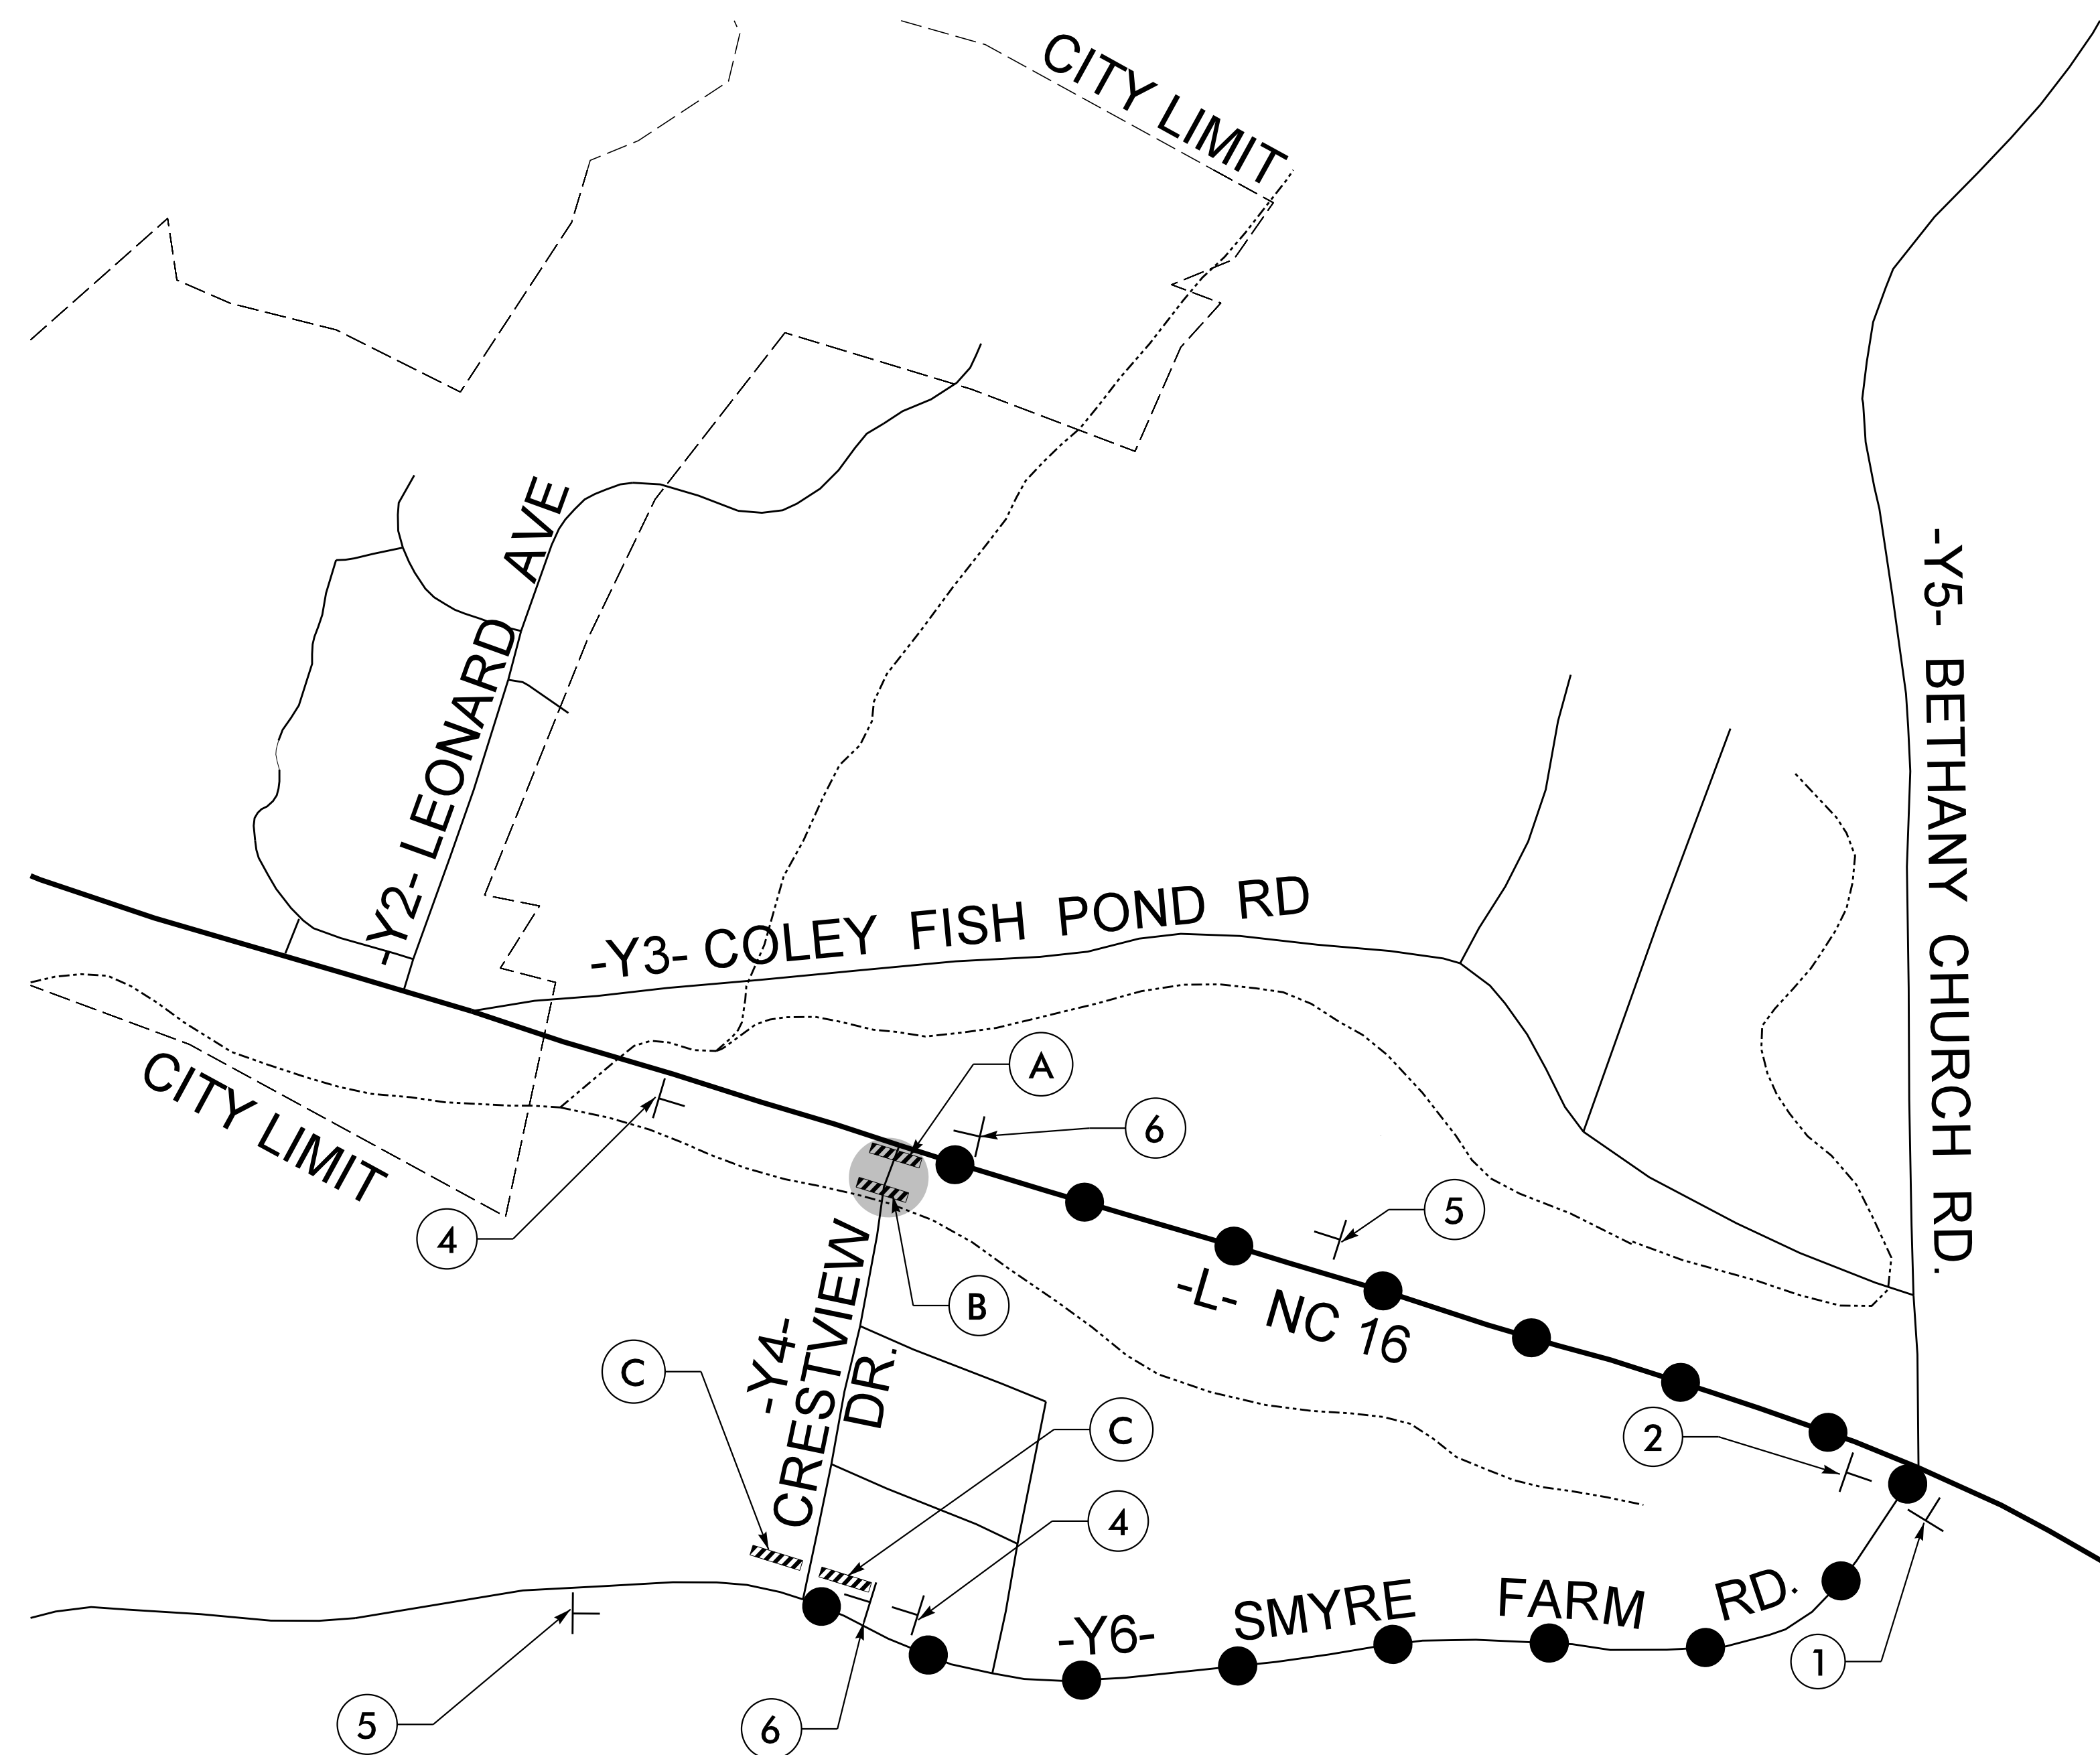 CITY LIMIT
-Y2- LEONARD AVE
-Y5- BETHANY CHURCH RD.
-Y3- COLEY FISH POND RD
CITY LIMIT
A
6
5
4
B
-L- NC 16
C
-Y4-
CRESTVIEW
DR.
C
2
4
-Y6- SMYRE FARM RD.
1
5
6